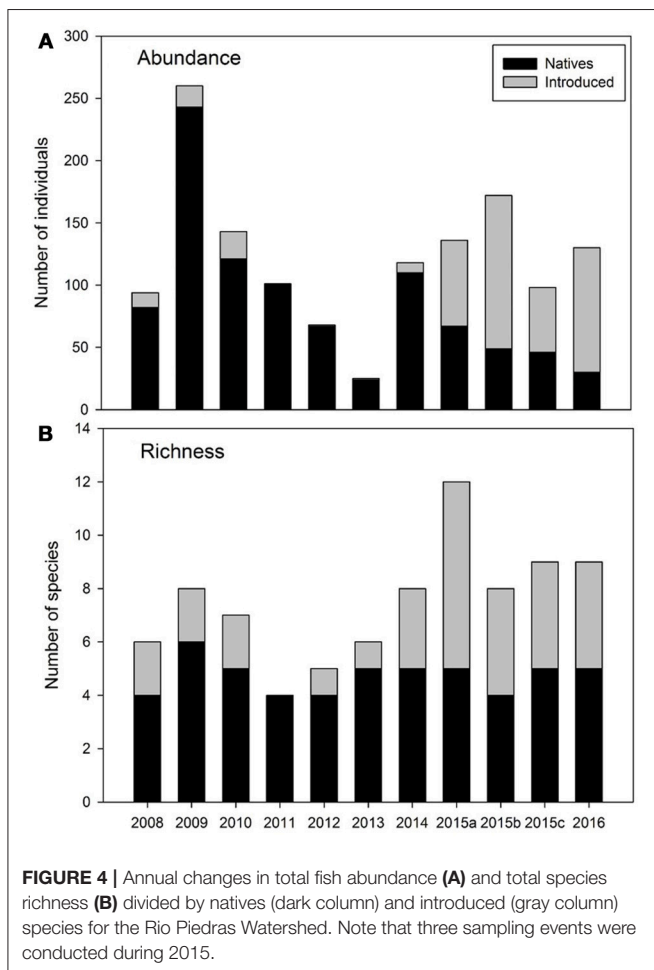 A
Abundance
Natives
Introduced
Number of individuals
300
250
200
150
100
50
0
B
Richness
Number of species
14
12
10
8
6
4
2
0
2008 2009 2010 2011 2012 2013 2014 2015a 2015b 2015c 2016
FIGURE 4 | Annual changes in total fish abundance (A) and total species
richness (B) divided by natives (dark column) and introduced (gray column)
species for the Rio Piedras Watershed. Note that three sampling events were
conducted during 2015.